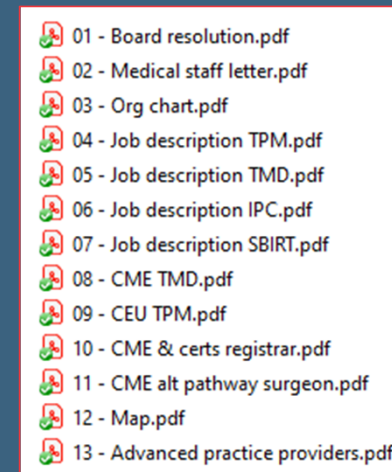 01 - Board resolution.pdf
02 - Medical staff letter.pdf
03 - Org chart.pdf
04 - Job description TPM.pdf
05 - Job description TMD.pdf
06 - Job description IPC.pdf
07 - Job description SBIRT.pdf
08 - CME TMD.pdf
09 - CEU TPM.pdf
10 - CME & certs registrar.pdf
11 - CME alt pathway surgeon.pdf
12 - Map.pdf
13 - Advanced practice providers.pdf